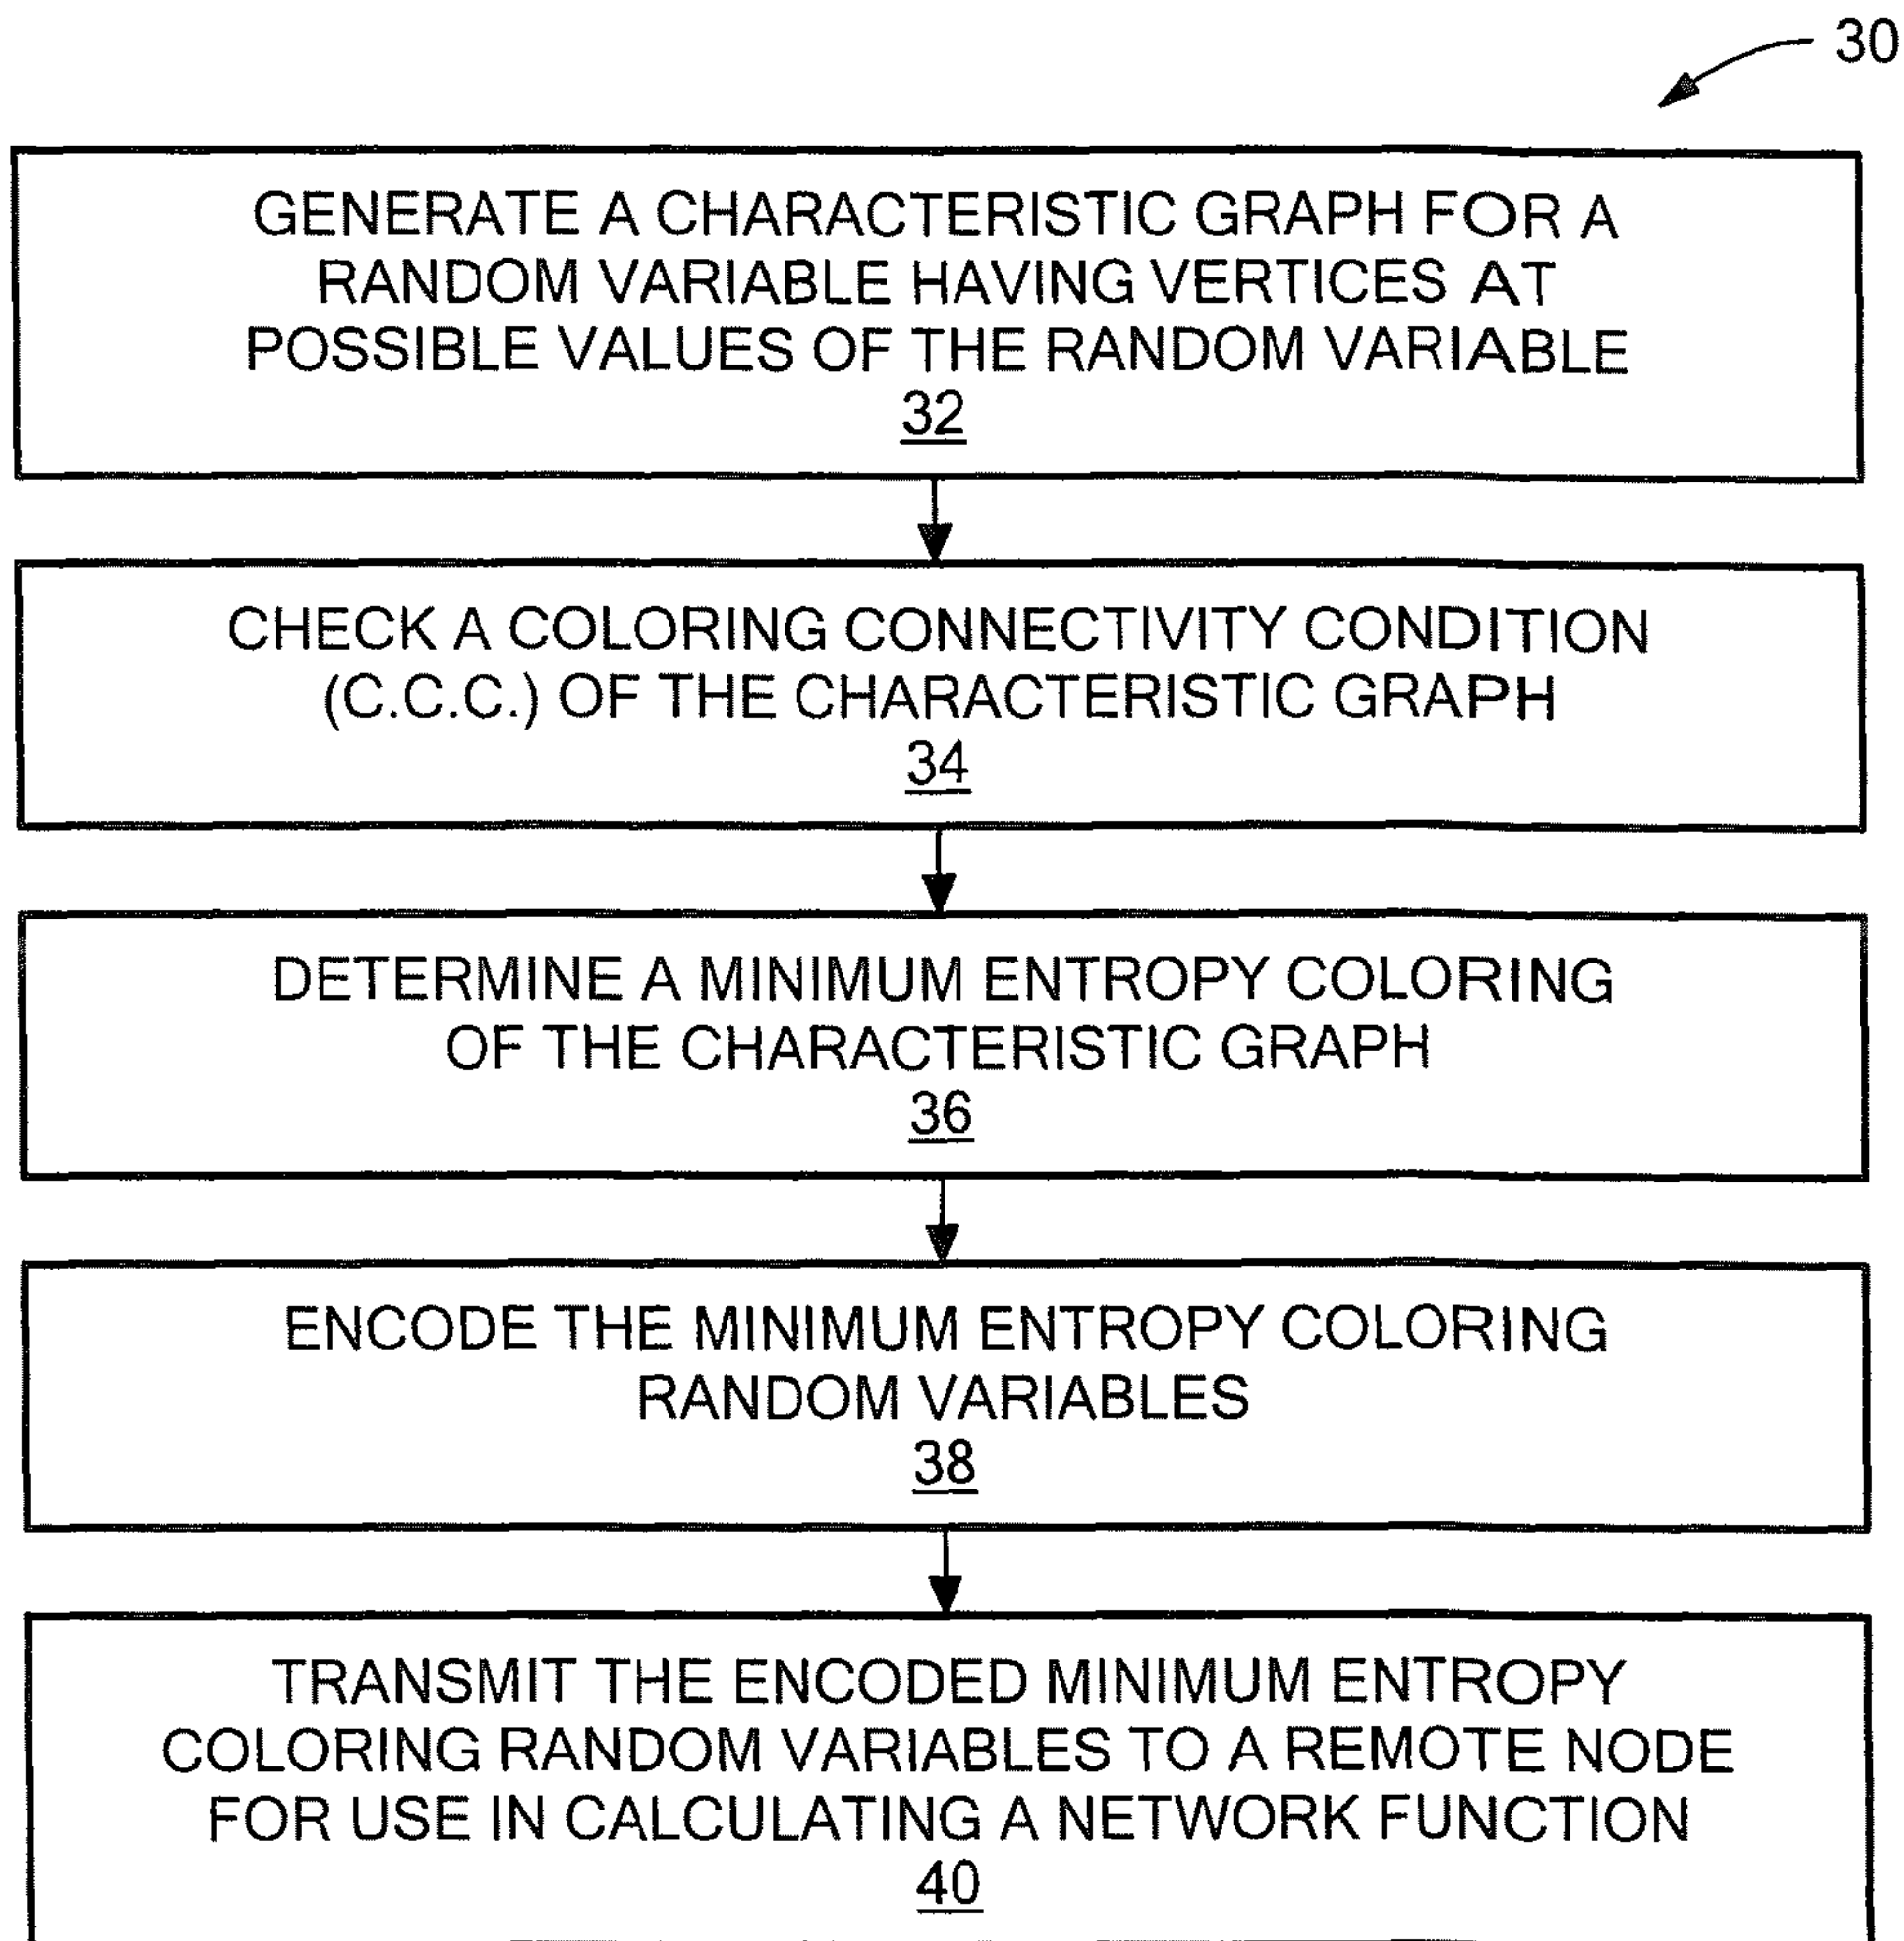 30
GENERATE A CHARACTERISTIC GRAPH FOR A
RANDOM VARIABLE HAVING VERTICES AT
POSSIBLE VALUES OF THE RANDOM VARIABLE
32
CHECK A COLORING CONNECTIVITY CONDITION
(C.C.C.) OF THE CHARACTERISTIC GRAPH
34
DETERMINE A MINIMUM ENTROPY COLORING
OF THE CHARACTERISTIC GRAPH
36
ENCODE THE MINIMUM ENTROPY COLORING
RANDOM VARIABLES
38
TRANSMIT THE ENCODED MINIMUM ENTROPY
COLORING RANDOM VARIABLES TO A REMOTE NODE
FOR USE IN CALCULATING A NETWORK FUNCTION
40